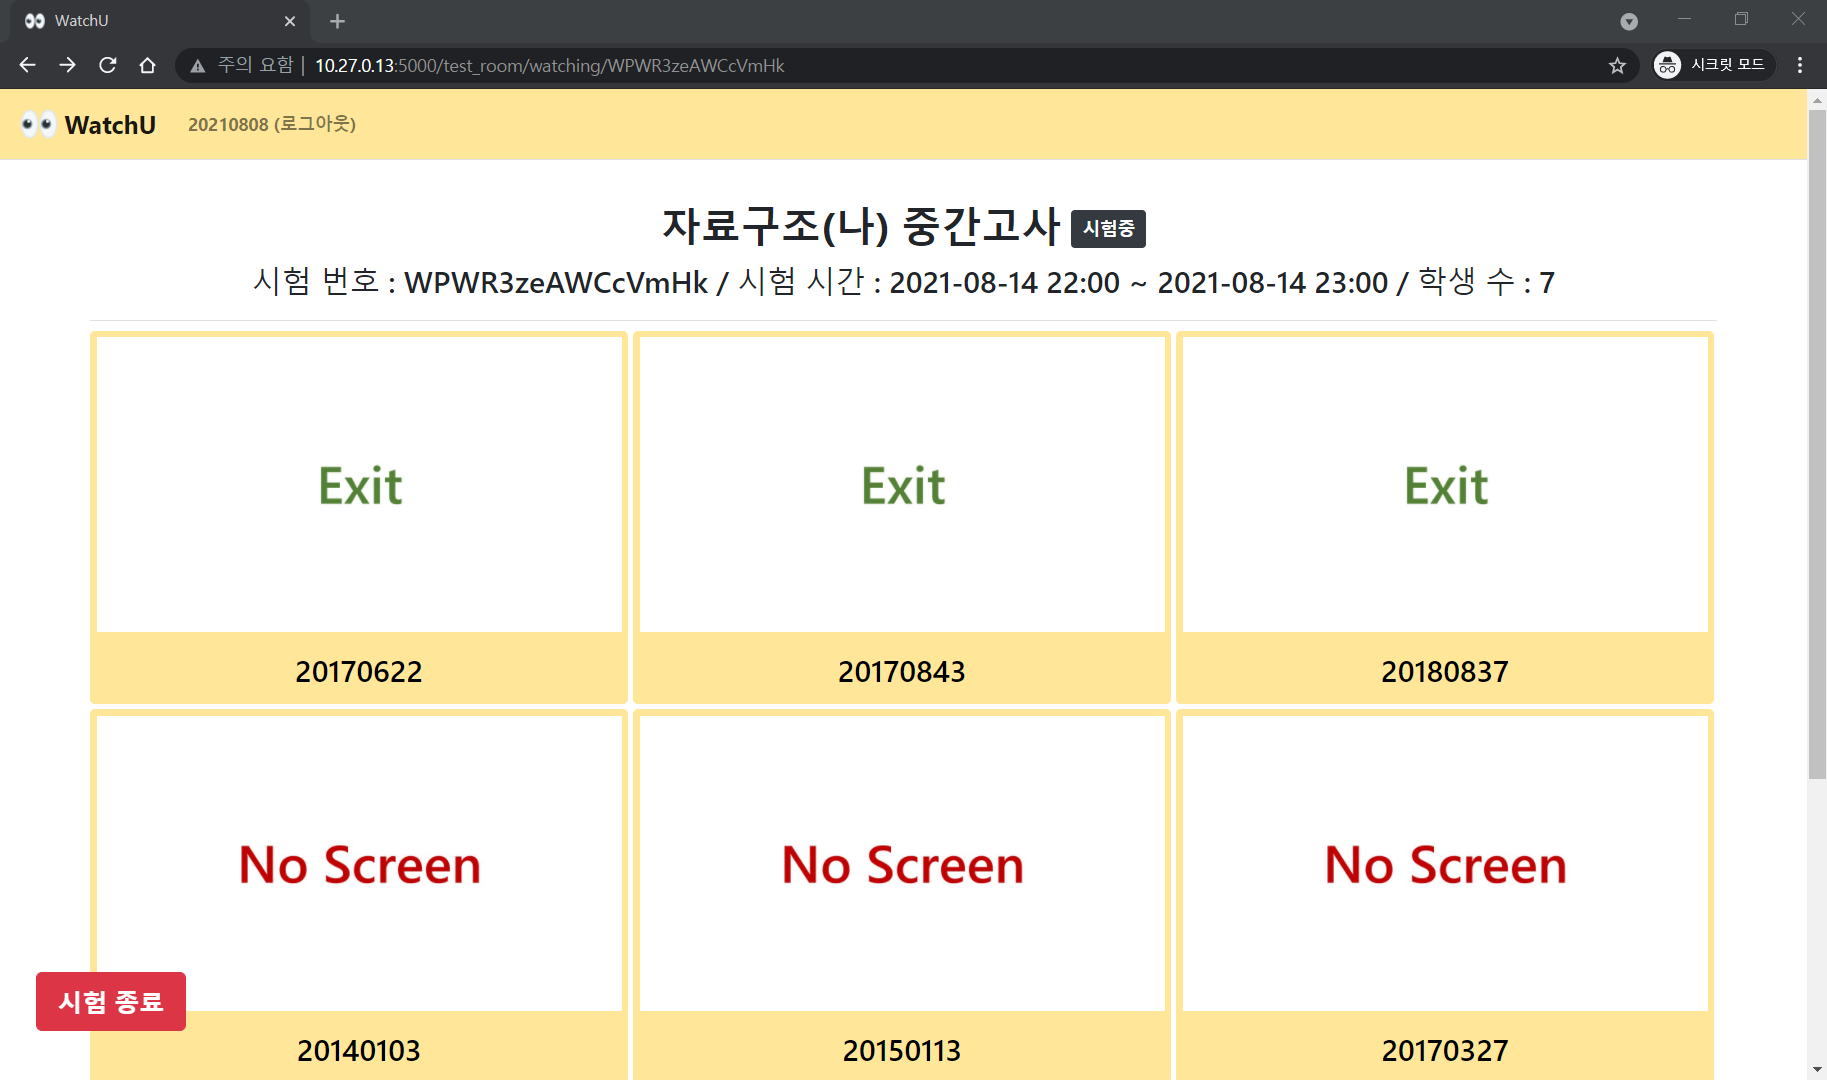 WatchU
주의 요함 | 10.27.0.13:5000/test_room/watching/WPWR3zeAWCcVmHk 시크릿 모드
WatchU 20210808 (로그아웃)
자료구조(나) 중간고사 시험중
시험 번호 : WPWR3zeAWCcVmHk / 시험 시간 : 2021-08-14 22:00 ~ 2021-08-14 23:00 / 학생 수 : 7
Exit Exit Exit
20170622 20170843 20180837
No Screen No Screen No Screen
시험 종료
20140103 20150113 20170327